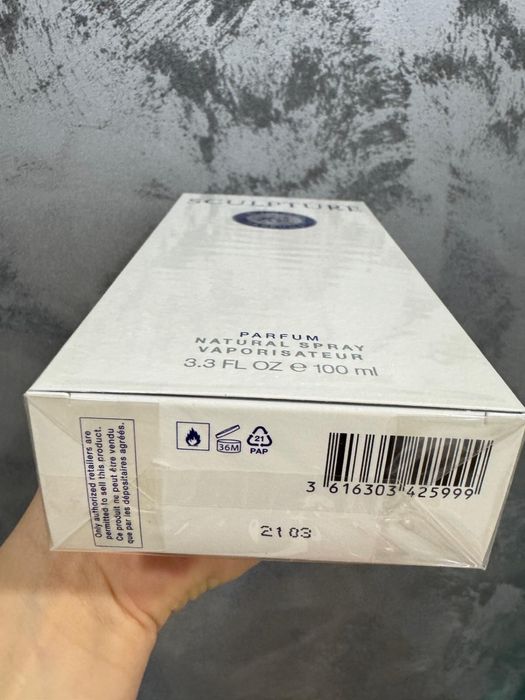 SCULPTURE
PARFUM
NATURAL SPRAY
VAPORISATEUR
3.3 FL OZ e 100 ml
Only authorized retailers are
permitted to sell this product.
Ce produit ne peut être vendu
que par les dépositaires agréés.
36M
21
PAP
3 616303 425999
2103